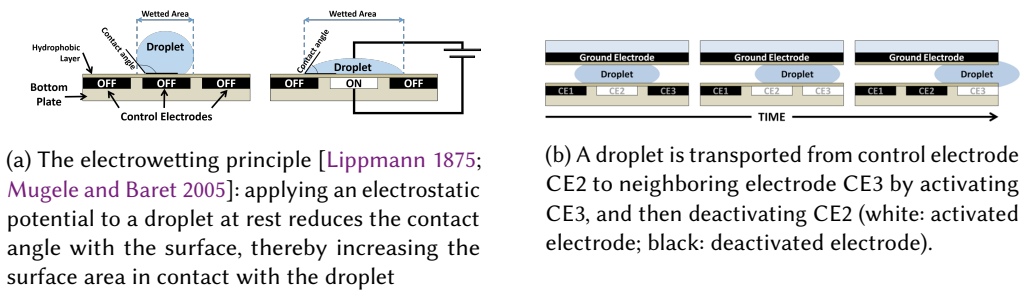 Wetted Area
Contact angle
Droplet
Hydrophobic
Layer
OFF OFF OFF
Bottom
Plate
Control Electrodes
Wetted Area
Contact
angle
Droplet
OFF ON OFF
(a) The electrowetting principle [Lippmann 1875;
Mugele and Baret 2005]: applying an electrostatic
potential to a droplet at rest reduces the contact
angle with the surface, thereby increasing the
surface area in contact with the droplet
Ground Electrode
Droplet
CE1 CE2 CE3
Ground Electrode
Droplet
CE1 CE2 CE3
Ground Electrode
Droplet
CE1 CE2 CE3
TIME
(b) A droplet is transported from control electrode
CE2 to neighboring electrode CE3 by activating
CE3, and then deactivating CE2 (white: activated
electrode; black: deactivated electrode).